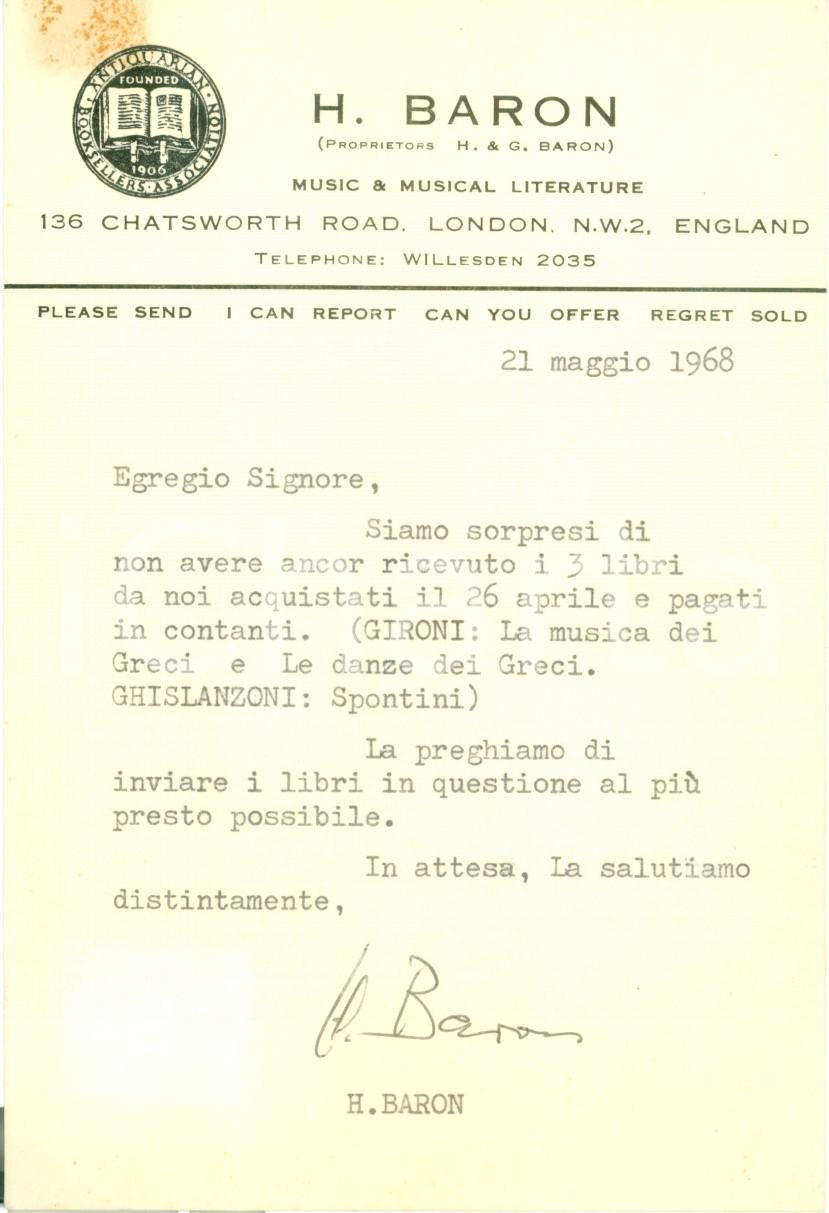 ANTIQUARIAN BOOKSELLERS ASSOCIATION
FOUNDED
1906
H. BARON
(PROPRIETORS H. & G. BARON)
MUSIC & MUSICAL LITERATURE
136 CHATSWORTH ROAD, LONDON, N.W.2, ENGLAND
TELEPHONE: WILLESDEN 2035
PLEASE SEND I CAN REPORT CAN YOU OFFER REGRET SOLD
21 maggio 1968
Egregio Signore,
Siamo sorpresi di
non avere ancor ricevuto i 3 libri
da noi acquistati il 26 aprile e pagati
in contanti. (GIRONI: La musica dei
Greci e Le danze dei Greci.
GHISLANZONI: Spontini)
La preghiamo di
inviare i libri in questione al più
presto possibile.
In attesa, La salutiamo
distintamente,
H. Baron
H.BARON